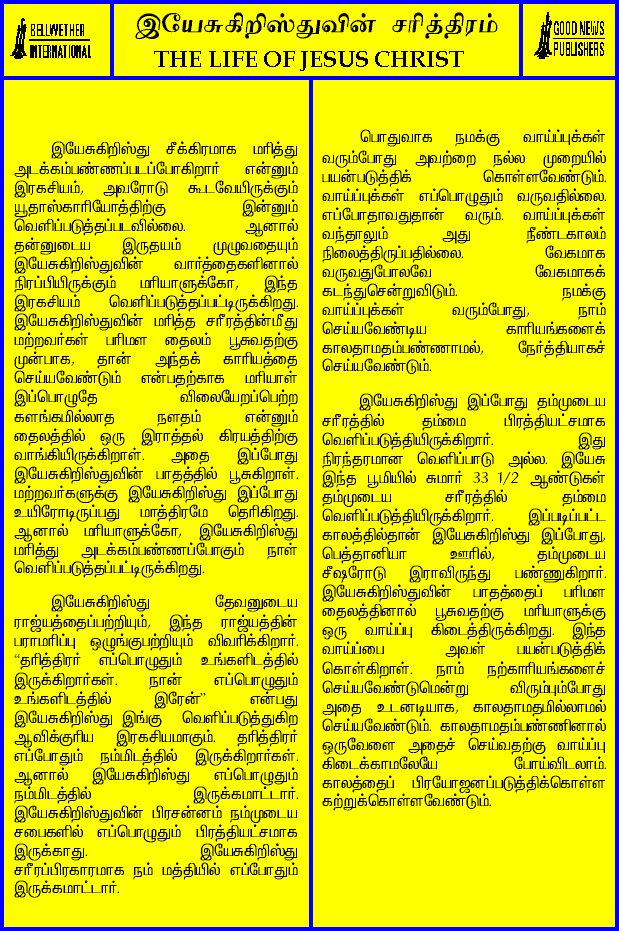 BELLWETHER
INTERNATIONAL
இயேசுகிறிஸ்துவின் சரித்திரம்
THE LIFE OF JESUS CHRIST
GOOD NEWS
PUBLISHERS
இயேசுகிறிஸ்து சீக்கிரமாக மரித்து
அடக்கம்பண்ணப்படப்போகிறார் என்னும்
இரகசியம், அவரோடு கூடவேயிருக்கும்
யூதாஸ்காரியோத்திற்கு இன்னும்
வெளிப்படுத்தப்படவில்லை. ஆனால்
தன்னுடைய இருதயம் முழுவதையும்
இயேசுகிறிஸ்துவின் வார்த்தைகளினால்
நிரப்பியிருக்கும் மரியாளுக்கோ, இந்த
இரகசியம் வெளிப்படுத்தப்பட்டிருக்கிறது.
இயேசுகிறிஸ்துவின் மரித்த சரீரத்தின்மீது
மற்றவர்கள் பரிமள தைலம் பூசுவதற்கு
முன்பாக, தான் அந்தக் காரியத்தை
செய்யவேண்டும் என்பதற்காக மரியாள்
இப்பொழுதே விலையேறப்பெற்ற
களங்கமில்லாத நளதம் என்னும்
தைலத்தில் ஒரு இராத்தல் கிரயத்திற்கு
வாங்கியிருக்கிறாள். அதை இப்போது
இயேசுகிறிஸ்துவின் பாதத்தில் பூசுகிறாள்.
மற்றவர்களுக்கு இயேசுகிறிஸ்து இப்போது
உயிரோடிருப்பது மாத்திரமே தெரிகிறது.
ஆனால் மரியாளுக்கோ, இயேசுகிறிஸ்து
மரித்து அடக்கம்பண்ணப்போகும் நாள்
வெளிப்படுத்தப்பட்டிருக்கிறது.
இயேசுகிறிஸ்து தேவனுடைய
ராஜ்யத்தைப்பற்றியும், இந்த ராஜ்யத்தின்
பராமரிப்பு ஒழுங்குபற்றியும் விவரிக்கிறார்.
“தரித்திரர் எப்பொழுதும் உங்களிடத்தில்
இருக்கிறார்கள். நான் எப்பொழுதும்
உங்களிடத்தில் இரேன்” என்பது
இயேசுகிறிஸ்து இங்கு வெளிப்படுத்துகிற
ஆவிக்குரிய இரகசியமாகும். தரித்திரர்
எப்போதும் நம்மிடத்தில் இருக்கிறார்கள்.
ஆனால் இயேசுகிறிஸ்து எப்பொழுதும்
நம்மிடத்தில் இருக்கமாட்டார்.
இயேசுகிறிஸ்துவின் பிரசன்னம் நம்முடைய
சபைகளில் எப்பொழுதும் பிரத்தியட்சமாக
இருக்காது. இயேசுகிறிஸ்து
சரீரப்பிரகாரமாக நம் மத்தியில் எப்போதும்
இருக்கமாட்டார்.
பொதுவாக நமக்கு வாய்ப்புக்கள்
வரும்போது அவற்றை நல்ல முறையில்
பயன்படுத்திக் கொள்ளவேண்டும்.
வாய்ப்புக்கள் எப்பொழுதும் வருவதில்லை.
எப்போதாவதுதான் வரும். வாய்ப்புக்கள்
வந்தாலும் அது நீண்டகாலம்
நிலைத்திருப்பதில்லை. வேகமாக
வருவதுபோலவே வேகமாகக்
கடந்துசென்றுவிடும். நமக்கு
வாய்ப்புக்கள் வரும்போது, நாம்
செய்யவேண்டிய காரியங்களைக்
காலதாமதம்பண்ணாமல், நேர்த்தியாகச்
செய்யவேண்டும்.
இயேசுகிறிஸ்து இப்போது தம்முடைய
சரீரத்தில் தம்மை பிரத்தியட்சமாக
வெளிப்படுத்தியிருக்கிறார். இது
நிரந்தரமான வெளிப்பாடு அல்ல. இயேசு
இந்த பூமியில் சுமார் 33 1/2 ஆண்டுகள்
தம்முடைய சரீரத்தில் தம்மை
வெளிப்படுத்தியிருக்கிறார். இப்படிப்பட்ட
காலத்தில்தான் இயேசுகிறிஸ்து இப்போது,
பெத்தானியா ஊரில், தம்முடைய
சீஷரோடு இராவிருந்து பண்ணுகிறார்.
இயேசுகிறிஸ்துவின் பாதத்தைப் பரிமள
தைலத்தினால் பூசுவதற்கு மரியாளுக்கு
ஒரு வாய்ப்பு கிடைத்திருக்கிறது. இந்த
வாய்ப்பை அவள் பயன்படுத்திக்
கொள்கிறாள். நாம் நற்காரியங்களைச்
செய்யவேண்டுமென்று விரும்பும்போது
அதை உடனடியாக, காலதாமதமில்லாமல்
செய்யவேண்டும். காலதாமதம்பண்ணினால்
ஒருவேளை அதைச் செய்வதற்கு வாய்ப்பு
கிடைக்காமலேயே போய்விடலாம்.
காலத்தைப் பிரயோஜனப்படுத்திக்கொள்ள
கற்றுக்கொள்ளவேண்டும்.